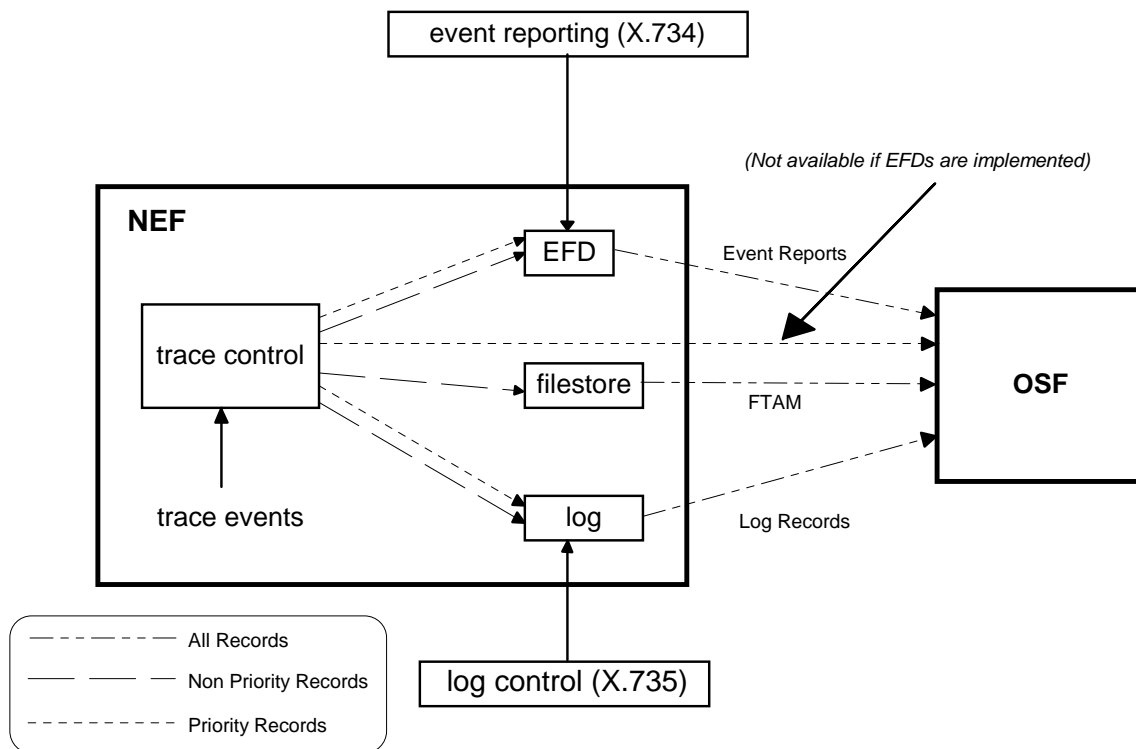 event reporting (X.734)
(Not available if EFDs are implemented)
NEF
EFD
Event Reports
trace control
filestore
FTAM
OSF
trace events
log
Log Records
All Records
Non Priority Records
Priority Records
log control (X.735)